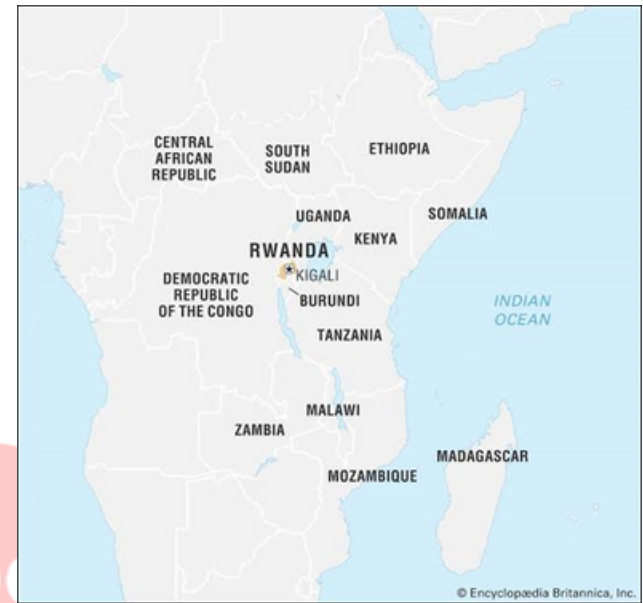 CENTRAL
AFRICAN
REPUBLIC
SOUTH
SUDAN
ETHIOPIA
UGANDA
KENYA
SOMALIA
RWANDA
KIGALI
DEMOCRATIC
REPUBLIC
OF THE CONGO
BURUNDI
INDIAN
OCEAN
TANZANIA
MALAWI
ZAMBIA
MADAGASCAR
MOZAMBIQUE
© Encyclopædia Britannica, Inc.